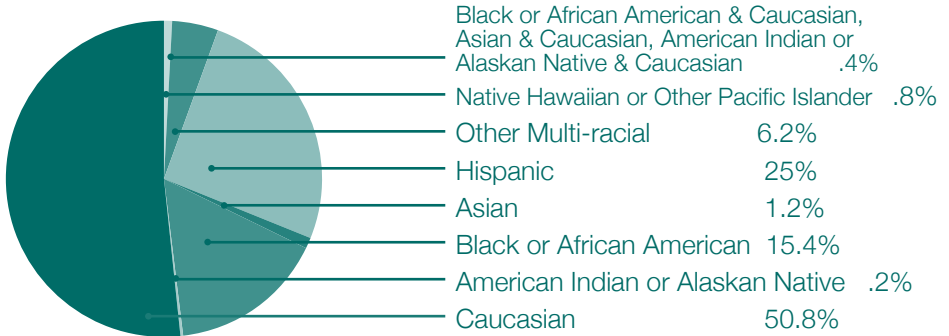 Black or African American & Caucasian,
Asian & Caucasian, American Indian or
Alaskan Native & Caucasian .4%
Native Hawaiian or Other Pacific Islander .8%
Other Multi-racial 6.2%
Hispanic 25%
Asian 1.2%
Black or African American 15.4%
American Indian or Alaskan Native .2%
Caucasian 50.8%